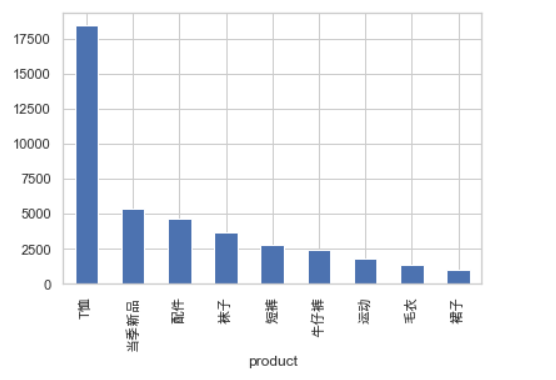 17500
15000
12500
10000
7500
5000
2500
0
T恤
当季新品
配件
袜子
短裤
牛仔裤
运动
毛衣
裙子
product